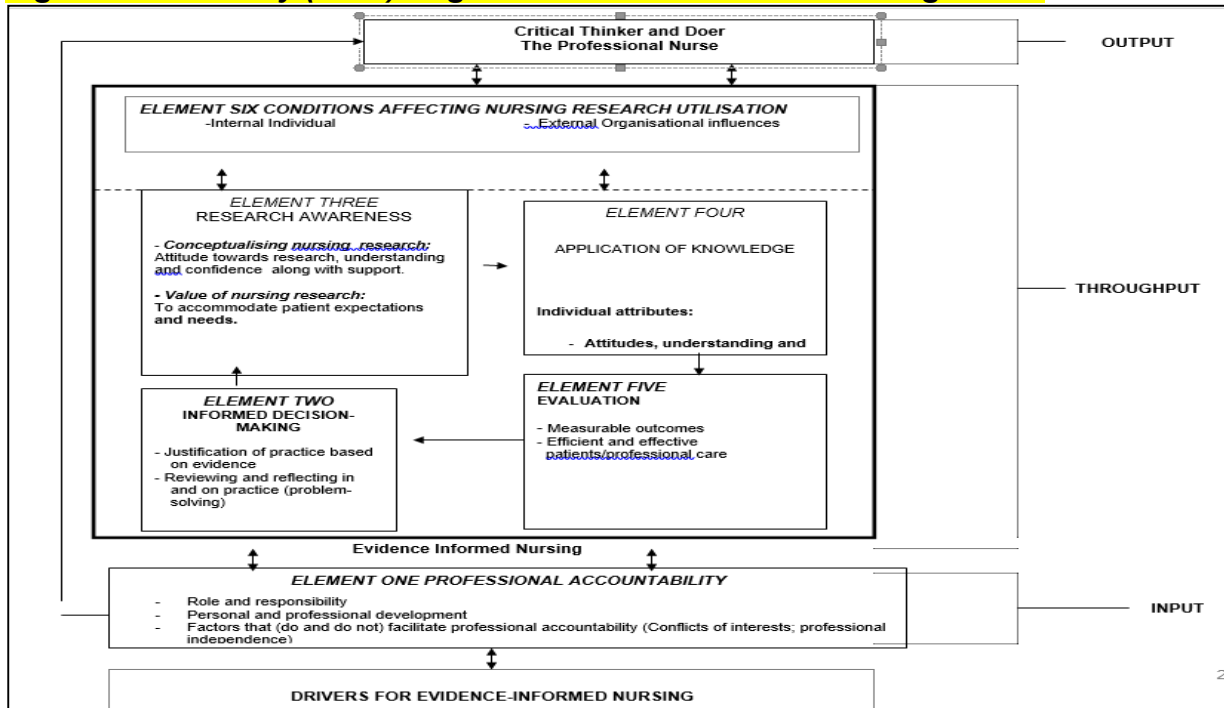 Critical Thinker and Doer
The Professional Nurse
OUTPUT
ELEMENT SIX CONDITIONS AFFECTING NURSING RESEARCH UTILISATION
-Internal Individual
- External Organisational influences
ELEMENT THREE
RESEARCH AWARENESS
- Conceptualising nursing research:
Attitude towards research, understanding
and confidence along with support.
- Value of nursing research:
To accommodate patient expectations
and needs.
ELEMENT FOUR
APPLICATION OF KNOWLEDGE
Individual attributes:
- Attitudes, understanding and
THROUGHPUT
ELEMENT TWO
INFORMED DECISION-
MAKING
- Justification of practice based
on evidence
- Reviewing and reflecting in
and on practice (problem-
solving)
ELEMENT FIVE
EVALUATION
- Measurable outcomes
- Efficient and effective
patients/professional care
Evidence Informed Nursing
ELEMENT ONE PROFESSIONAL ACCOUNTABILITY
- Role and responsibility
- Personal and professional development
- Factors that (do and do not) facilitate professional accountability (Conflicts of interests; professional
independence)
INPUT
DRIVERS FOR EVIDENCE-INFORMED NURSING
2